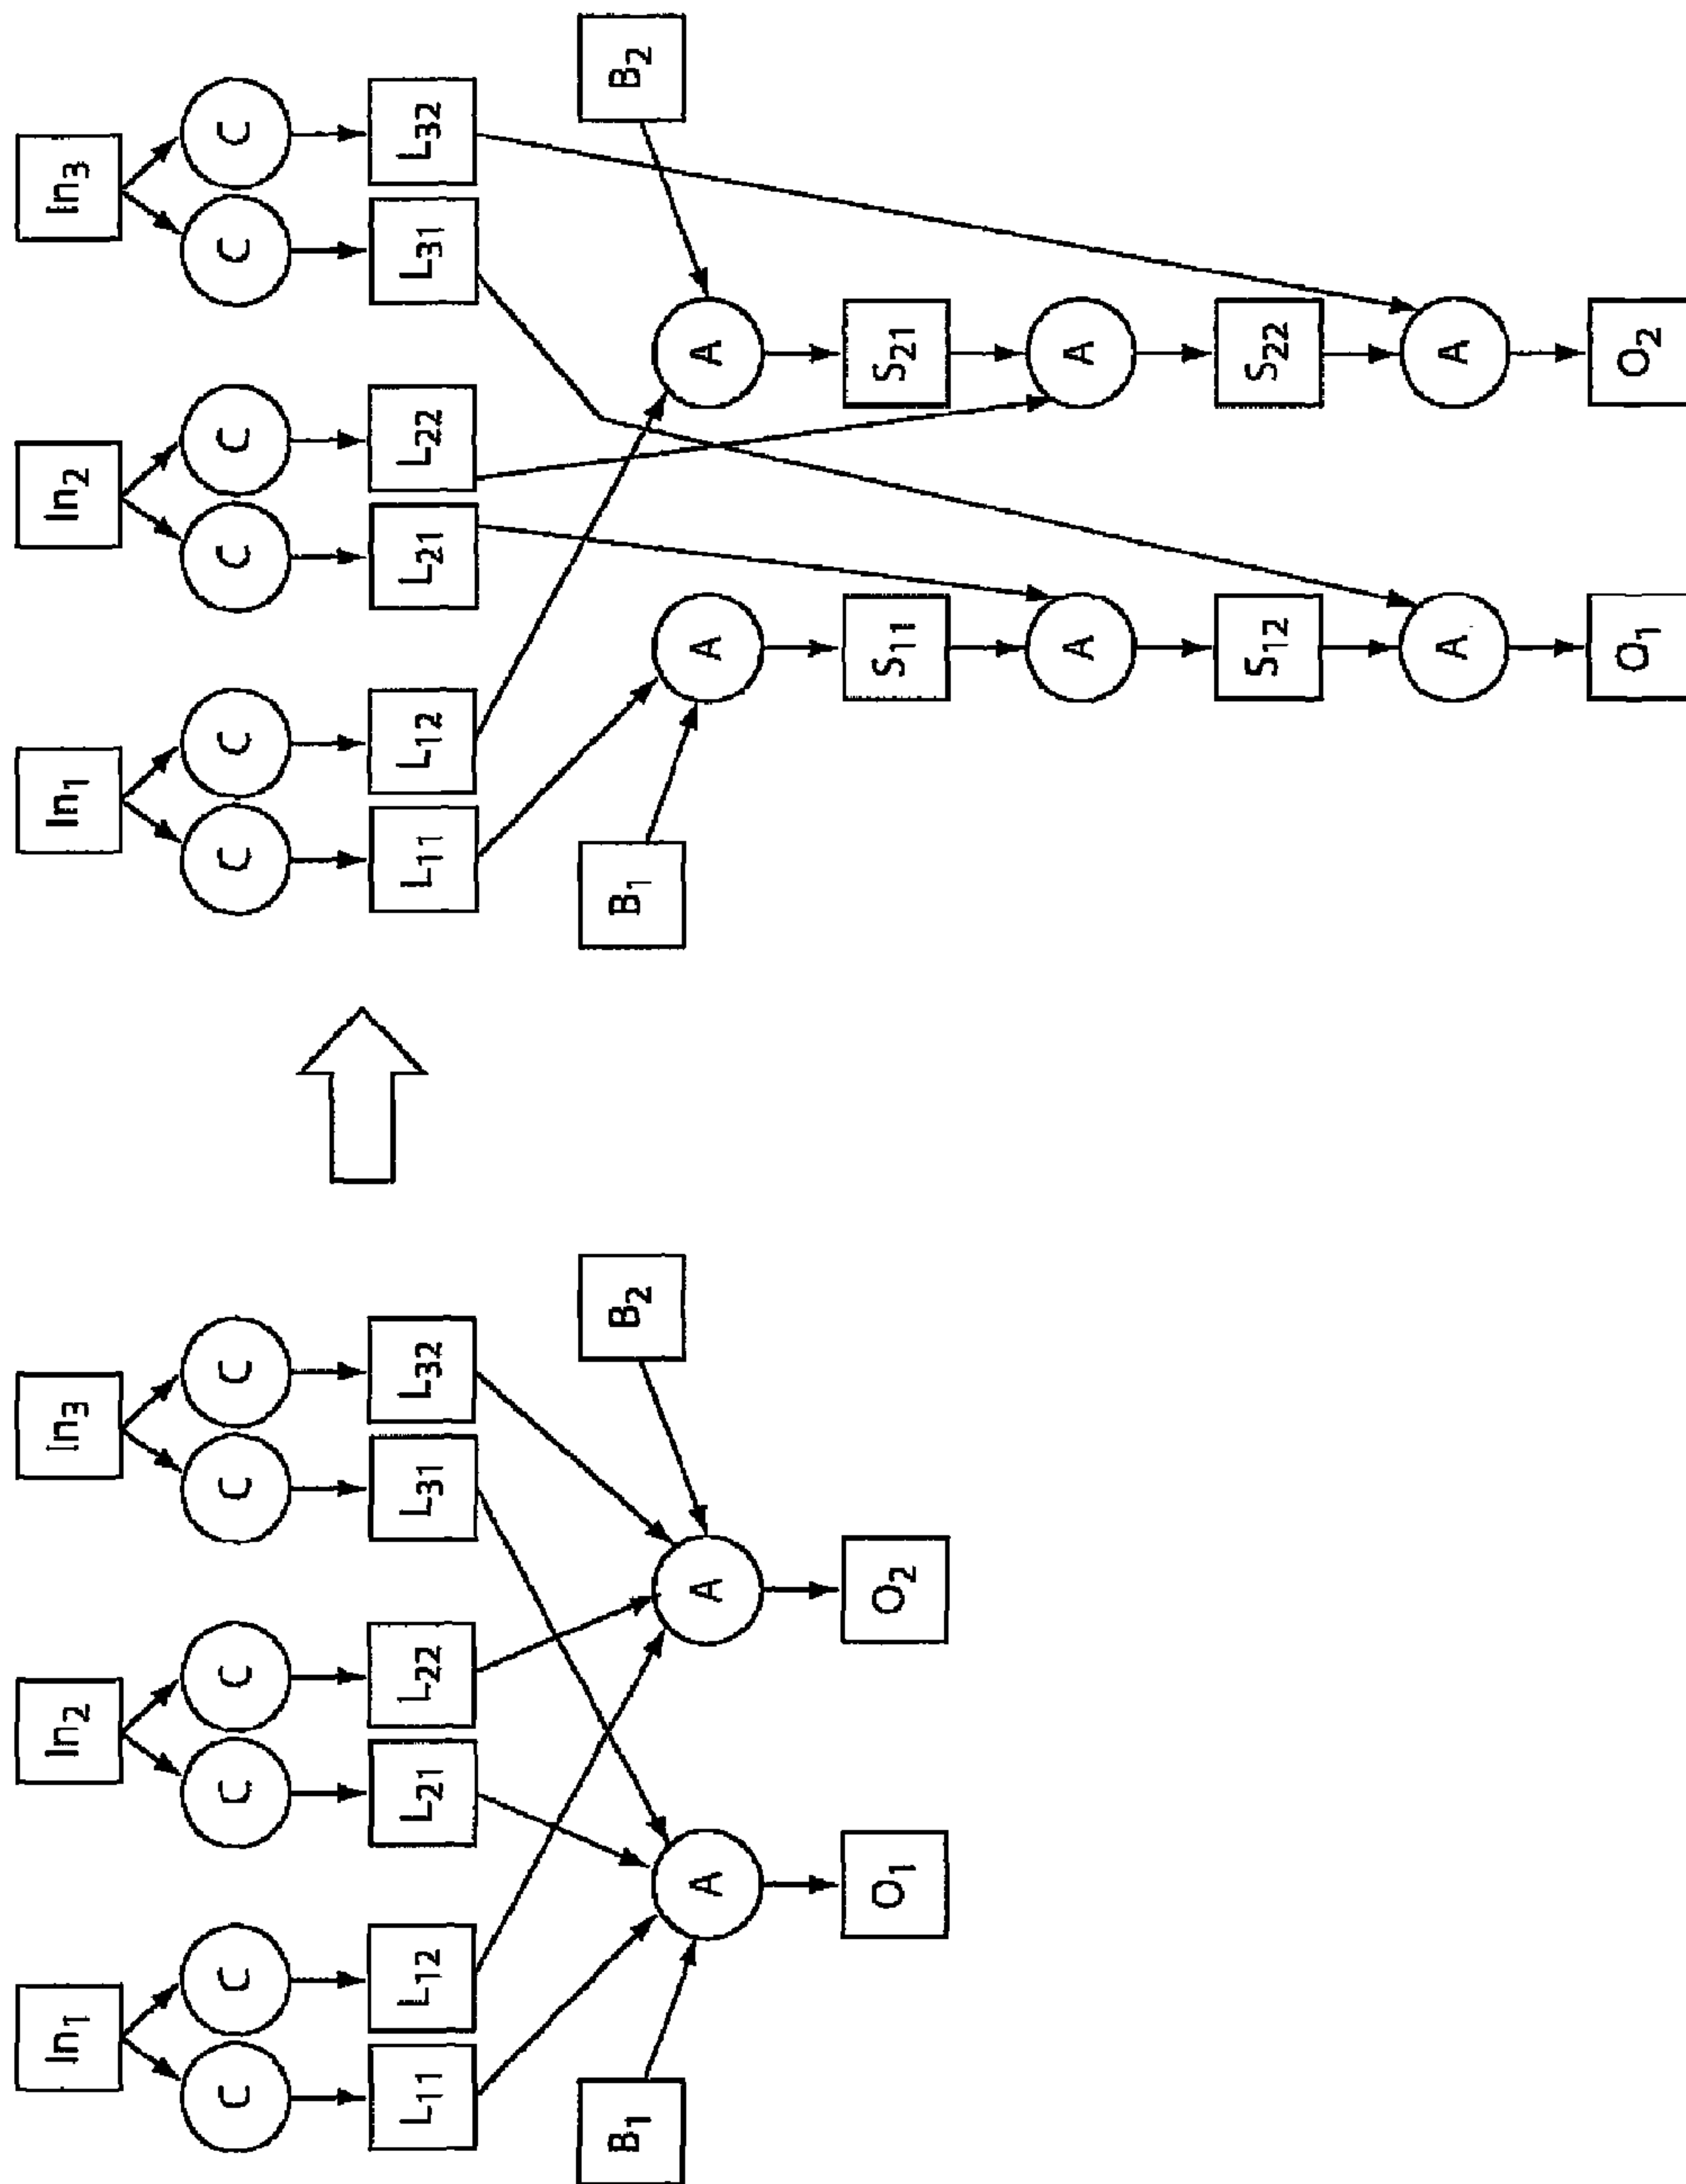 In1 In2 In3
C C C C C C
L11 L12 L21 L22 L31 L32
B1 B2
A A
O1 O2
In1 In2 In3
C C C C C C
L11 L12 L21 L22 L31 L32
B1 B2
A A
S11 S21
A A
S12 S22
A A
O1 O2